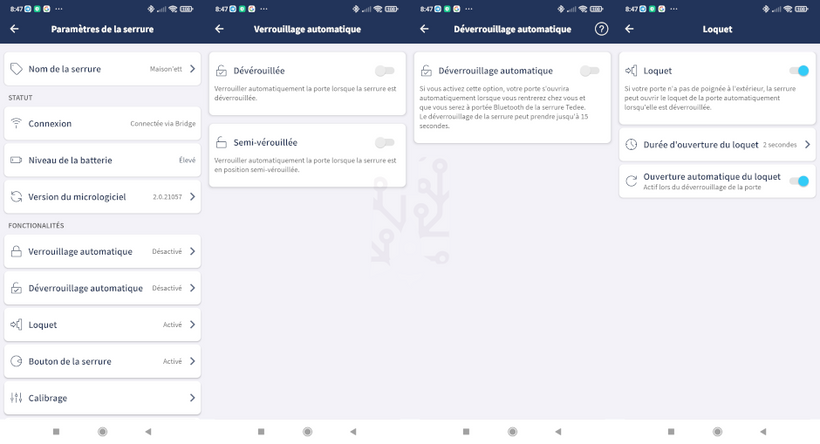 8:47
Paramètres de la serrure
Nom de la serrure
Maison'ett
STATUT
Connexion
Connectée via Bridge
Niveau de la batterie
Élevé
Version du micrologiciel
2.0.21057
FONCTIONALITÉS
Verrouillage automatique
Désactivé
Déverrouillage automatique
Désactivé
Loquet
Activé
Bouton de la serrure
Activé
Calibrage
8:47
Verrouillage automatique
Dévérouillée
Verrouiller automatiquement la porte lorsque la serrure est
déverrouillée.
Semi-vérouillée
Verrouiller automatiquement la porte lorsque la serrure est
en position semi-vérouillée.
8:47
Déverrouillage automatique
?
Déverrouillage automatique
Si vous activez cette option, votre porte s'ouvrira
automatiquement lorsque vous rentrerez chez vous et
que vous serez à portée Bluetooth de la serrure Tedee.
Le déverrouillage de la serrure peut prendre jusqu'à 15
secondes.
8:47
Loquet
Loquet
Si votre porte n'a pas de poignée à l'extérieur, la serrure
peut ouvrir le loquet de la porte automatiquement
lorsqu'elle est déverrouillée.
Durée d'ouverture du loquet
2 secondes
Ouverture automatique du loquet
Actif lors du déverrouillage de la porte